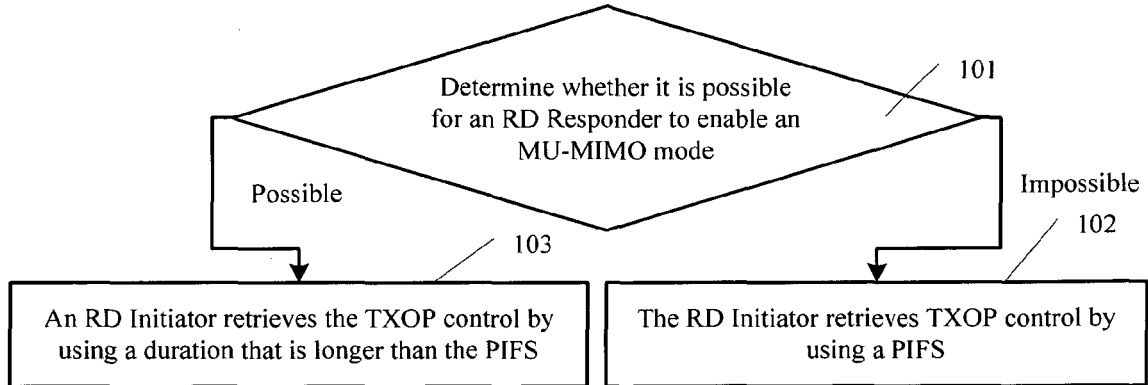 Determine whether it is possible
for an RD Responder to enable an
MU-MIMO mode
101
Possible
Impossible
103
102
An RD Initiator retrieves the TXOP control by
using a duration that is longer than the PIFS
The RD Initiator retrieves TXOP control by
using a PIFS